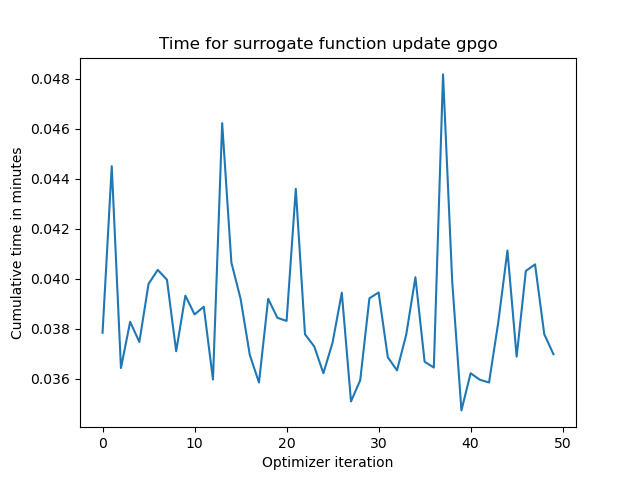 Time for surrogate function update gpgo
Cumulative time in minutes
0.048
0.046
0.044
0.042
0.040
0.038
0.036
0 10 20 30 40 50
Optimizer iteration